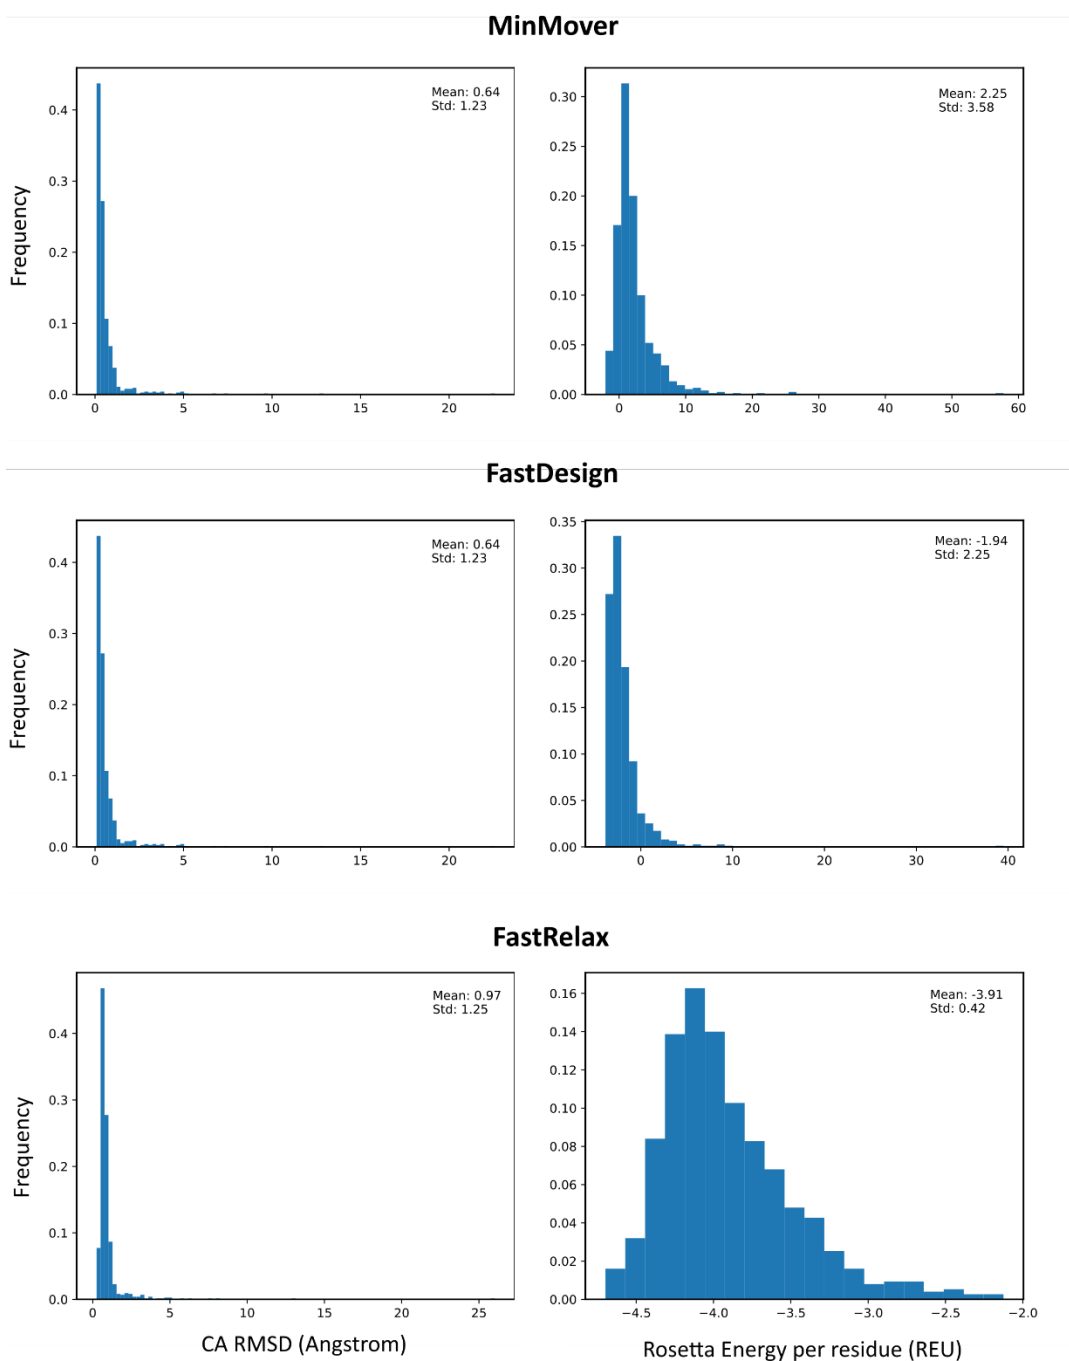 MinMover
Frequency
0.4
0.3
0.2
0.1
0.0
0 5 10 15 20
Mean: 0.64
Std: 1.23
0.30
0.25
0.20
0.15
0.10
0.05
0.00
0 10 20 30 40 50 60
Mean: 2.25
Std: 3.58
FastDesign
Frequency
0.4
0.3
0.2
0.1
0.0
0 5 10 15 20
Mean: 0.64
Std: 1.23
0.35
0.30
0.25
0.20
0.15
0.10
0.05
0.00
0 10 20 30 40
Mean: -1.94
Std: 2.25
FastRelax
Frequency
0.4
0.3
0.2
0.1
0.0
0 5 10 15 20 25
Mean: 0.97
Std: 1.25
CA RMSD (Angstrom)
0.16
0.14
0.12
0.10
0.08
0.06
0.04
0.02
0.00
−4.5 −4.0 −3.5 −3.0 −2.5 −2.0
Mean: -3.91
Std: 0.42
Rosetta Energy per residue (REU)